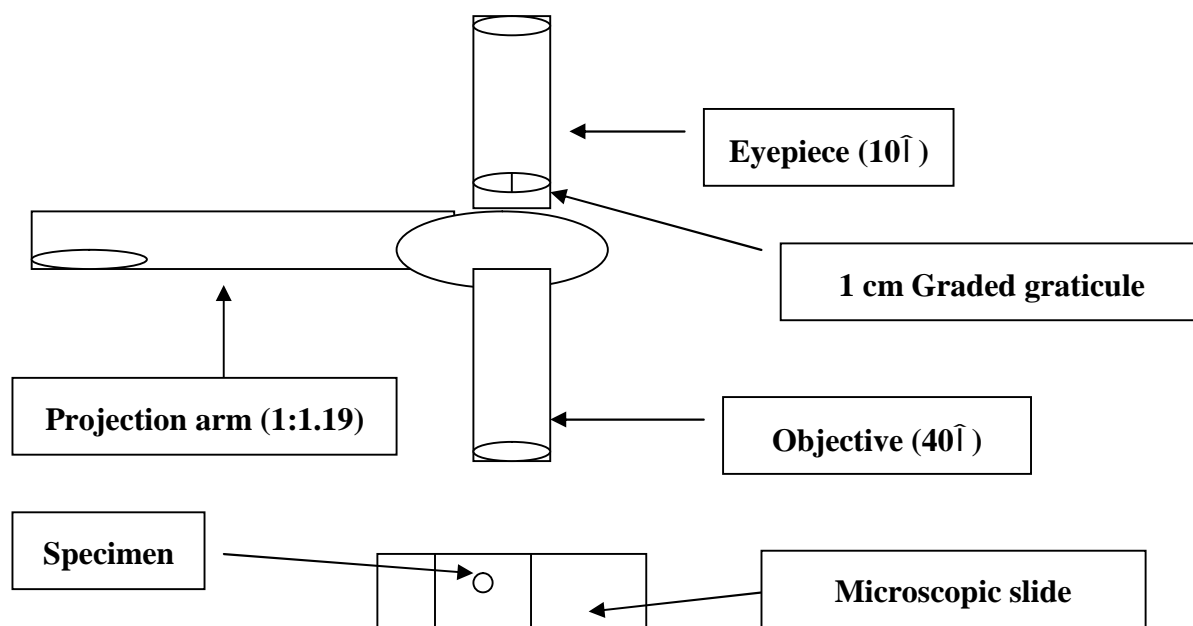 Eyepiece (10Î )
1 cm Graded graticule
Projection arm (1:1.19)
Objective (40Î )
Specimen
Microscopic slide